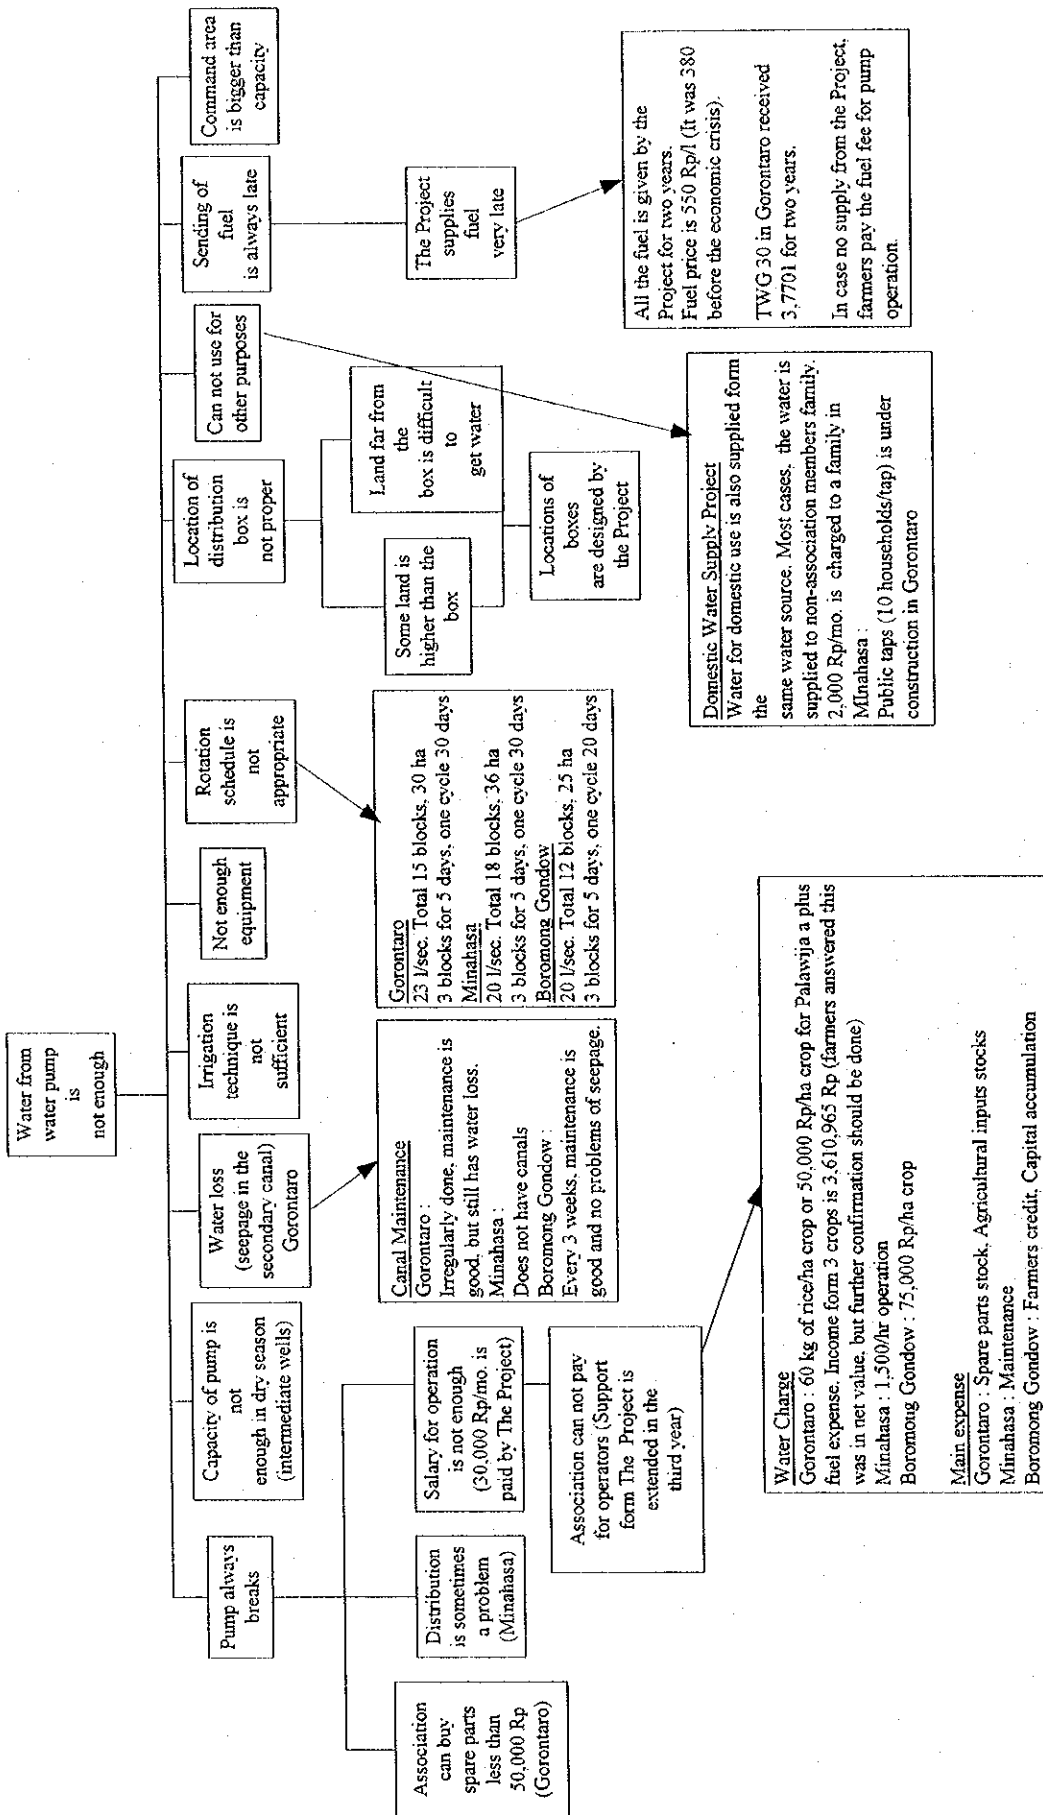 Water from
water pump
is
not enough
Pump always
breaks
Capacity of pump is
not
enough in dry season
(intermediate wells)
Water loss
(seepage in the
secondary canal)
Gorontaro
Irrigation
technique is
not
sufficient
Not enough
equipment
Rotation
schedule is
not
appropriate
Location of
distribution
box is
not proper
Can not use for
other purposes
Sending of
fuel
is always late
Command area
is bigger than
capacity
Association
can buy
spare parts
less than
50,000 Rp
(Gorontaro)
Distribution
is sometimes
a problem
(Minahasa)
Salary for operation
is not enough
(30,000 Rp/mo. is
paid by The Project)
Association can not pay
for operators (Support
form The Project is
extended in the
third year)
Canal Maintenance
Gorontaro :
Irregularly done, maintenance is
good, but still has water loss.
Minahasa :
Does not have canals
Boromong Gondow :
Every 3 weeks, maintenance is
good and no problems of seepage.
Gorontaro
23 l/sec. Total 15 blocks, 30 ha
3 blocks for 5 days, one cycle 30 days
Minahasa
20 l/sec. Total 18 blocks, 36 ha
3 blocks for 5 days, one cycle 30 days
Boromong Gondow
20 l/sec. Total 12 blocks, 25 ha
3 blocks for 5 days, one cycle 20 days
Some land is
higher than the
box
Land far from
the
box is difficult
to
get water
Locations of
boxes
are designed by
the Project
The Project
supplies
fuel
very late
All the fuel is given by the
Project for two years.
Fuel price is 550 Rp/l (It was 380
before the economic crisis).
TWG 30 in Gorontaro received
3,7701 for two years.
In case no supply from the Project,
farmers pay the fuel fee for pump
operation.
Domestic Water Supply Project
Water for domestic use is also supplied form
the
same water source. Most cases, the water is
supplied to non-association members family.
2,000 Rp/mo. is charged to a family in
MInahasa :
Public taps (10 households/tap) is under
construction in Gorontaro
Water Charge
Gorontaro : 60 kg of rice/ha crop or 50,000 Rp/ha crop for Palawija a plus
fuel expense. Income form 3 crops is 3,610,965 Rp (farmers answered this
was in net value, but further confirmation should be done)
Minahasa : 1,500/hr operation
Boromong Gondow : 75,000 Rp/ha crop
Main expense
Gorontaro : Spare parts stock, Agricultural inputs stocks
Minahasa : Maintenance
Boromong Gondow : Farmers credit, Capital accumulation